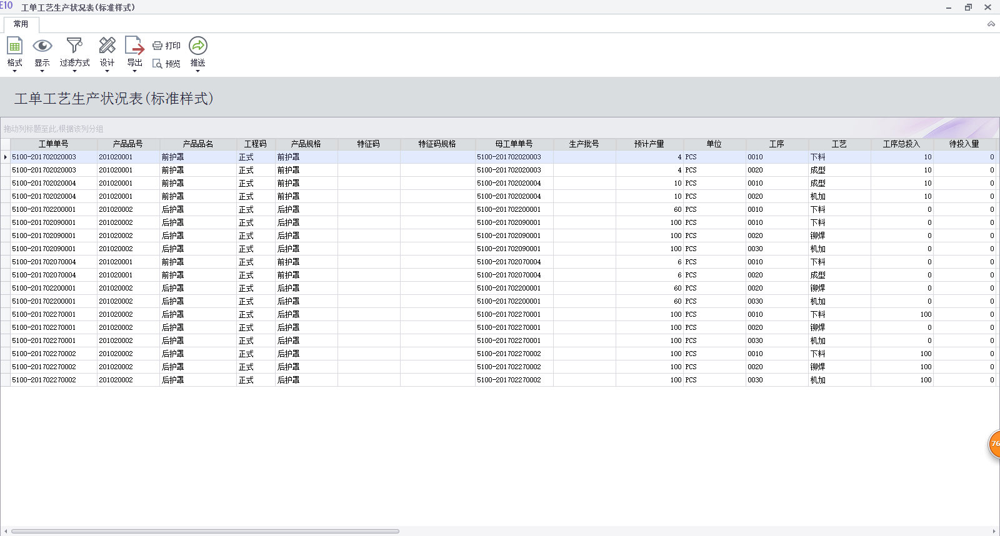 E10 工单工艺生产状况表(标准样式)
常用
格式 显示 过滤方式 设计 导出 打印 预览 推送
工单工艺生产状况表(标准样式)
拖动列标题至此,根据该列分组
工单单号 产品品号 产品品名 工程码 产品规格 特征码 特征码规格 母工单单号 生产批号 预计产量 单位 工序 工艺 工序总投入 待投入量
5100-201702020003 201020001 前护罩 正式 前护罩 5100-201702020003 4 PCS 0010 下料 10 0
5100-201702020003 201020001 前护罩 正式 前护罩 5100-201702020003 4 PCS 0020 成型 10 0
5100-201702020004 201020001 前护罩 正式 前护罩 5100-201702020004 10 PCS 0010 成型 10 0
5100-201702020004 201020001 前护罩 正式 前护罩 5100-201702020004 10 PCS 0020 机加 10 0
5100-201702200001 201020002 后护罩 正式 后护罩 5100-201702200001 60 PCS 0010 下料 0 0
5100-201702090001 201020002 后护罩 正式 后护罩 5100-201702090001 100 PCS 0010 下料 0 0
5100-201702090001 201020002 后护罩 正式 后护罩 5100-201702090001 100 PCS 0020 铆焊 0 0
5100-201702090001 201020002 后护罩 正式 后护罩 5100-201702090001 100 PCS 0030 机加 0 0
5100-201702070004 201020001 前护罩 正式 前护罩 5100-201702070004 6 PCS 0010 下料 0 0
5100-201702070004 201020001 前护罩 正式 前护罩 5100-201702070004 6 PCS 0020 成型 0 0
5100-201702200001 201020002 后护罩 正式 后护罩 5100-201702200001 60 PCS 0020 铆焊 0 0
5100-201702200001 201020002 后护罩 正式 后护罩 5100-201702200001 60 PCS 0030 机加 0 0
5100-201702270001 201020002 后护罩 正式 后护罩 5100-201702270001 100 PCS 0010 下料 100 0
5100-201702270001 201020002 后护罩 正式 后护罩 5100-201702270001 100 PCS 0020 铆焊 0 0
5100-201702270001 201020002 后护罩 正式 后护罩 5100-201702270001 100 PCS 0030 机加 0 0
5100-201702270002 201020002 后护罩 正式 后护罩 5100-201702270002 100 PCS 0010 下料 100 0
5100-201702270002 201020002 后护罩 正式 后护罩 5100-201702270002 100 PCS 0020 铆焊 100 0
5100-201702270002 201020002 后护罩 正式 后护罩 5100-201702270002 100 PCS 0030 机加 100 0
76